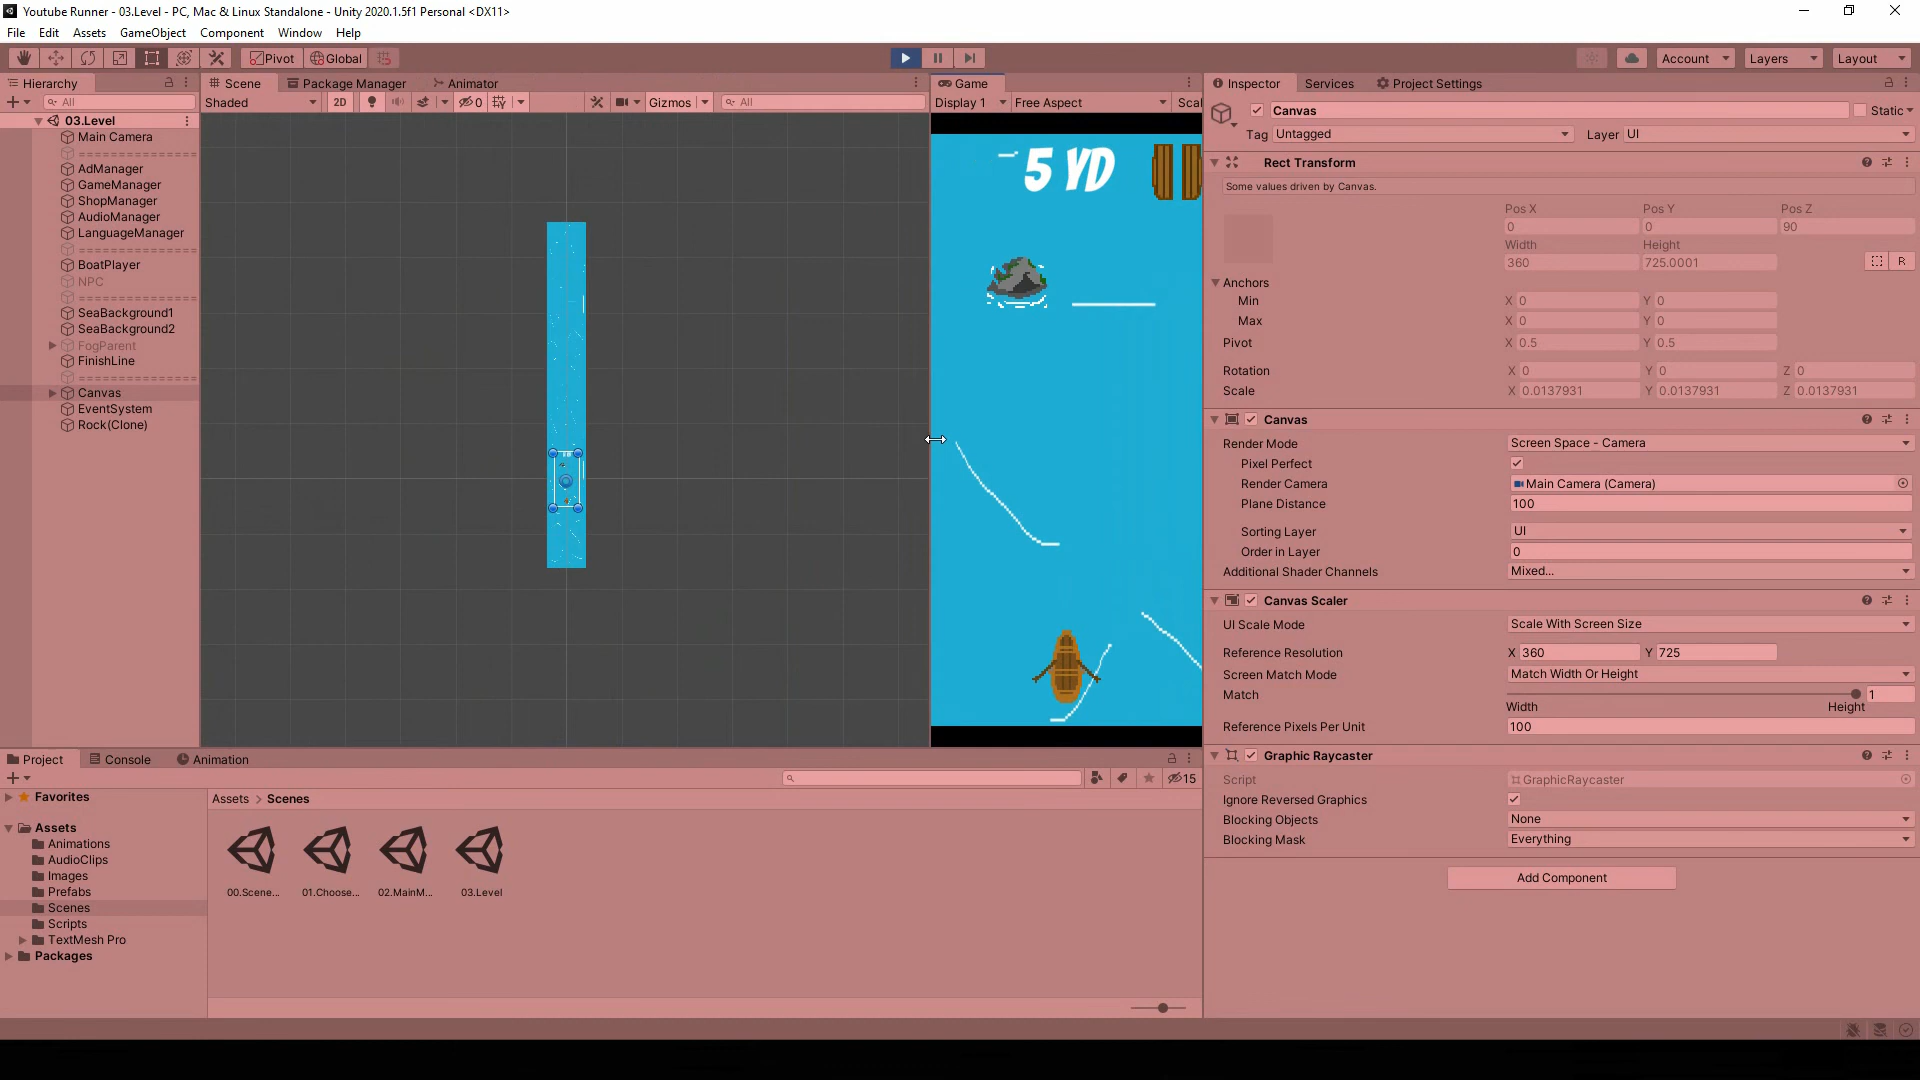 Youtube Runner - 03.Level - PC, Mac & Linux Standalone - Unity 2020.1.5f1 Personal <DX11>
File Edit Assets GameObject Component Window Help
Pivot Global Account Layers Layout
Hierarchy Scene Package Manager Animator Game Inspector Services Project Settings
All Shaded 2D 0 Gizmos All Display 1 Free Aspect Scal
Canvas Static
Tag Untagged Layer UI
03.Level
Main Camera
====================
AdManager
GameManager
ShopManager
AudioManager
LanguageManager
====================
BoatPlayer
NPC
====================
SeaBackground1
SeaBackground2
FogParent
FinishLine
====================
Canvas
EventSystem
Rock(Clone)
5 YD
Rect Transform
Some values driven by Canvas.
Pos X Pos Y Pos Z
0 0 90
Width Height
360 725.0001 R
Anchors
Min X 0 Y 0
Max X 0 Y 0
Pivot X 0.5 Y 0.5
Rotation X 0 Y 0 Z 0
Scale X 0.0137931 Y 0.0137931 Z 0.0137931
Canvas
Render Mode Screen Space - Camera
Pixel Perfect
Render Camera Main Camera (Camera)
Plane Distance 100
Sorting Layer UI
Order in Layer 0
Additional Shader Channels Mixed...
Canvas Scaler
UI Scale Mode Scale With Screen Size
Reference Resolution X 360 Y 725
Screen Match Mode Match Width Or Height
Match 1
Width Height
Reference Pixels Per Unit 100
Graphic Raycaster
Script GraphicRaycaster
Ignore Reversed Graphics
Blocking Objects None
Blocking Mask Everything
Add Component
Project Console Animation
15
Favorites
Assets
Animations
AudioClips
Images
Prefabs
Scenes
Scripts
TextMesh Pro
Packages
Assets > Scenes
00.Scene... 01.Choose... 02.MainM... 03.Level